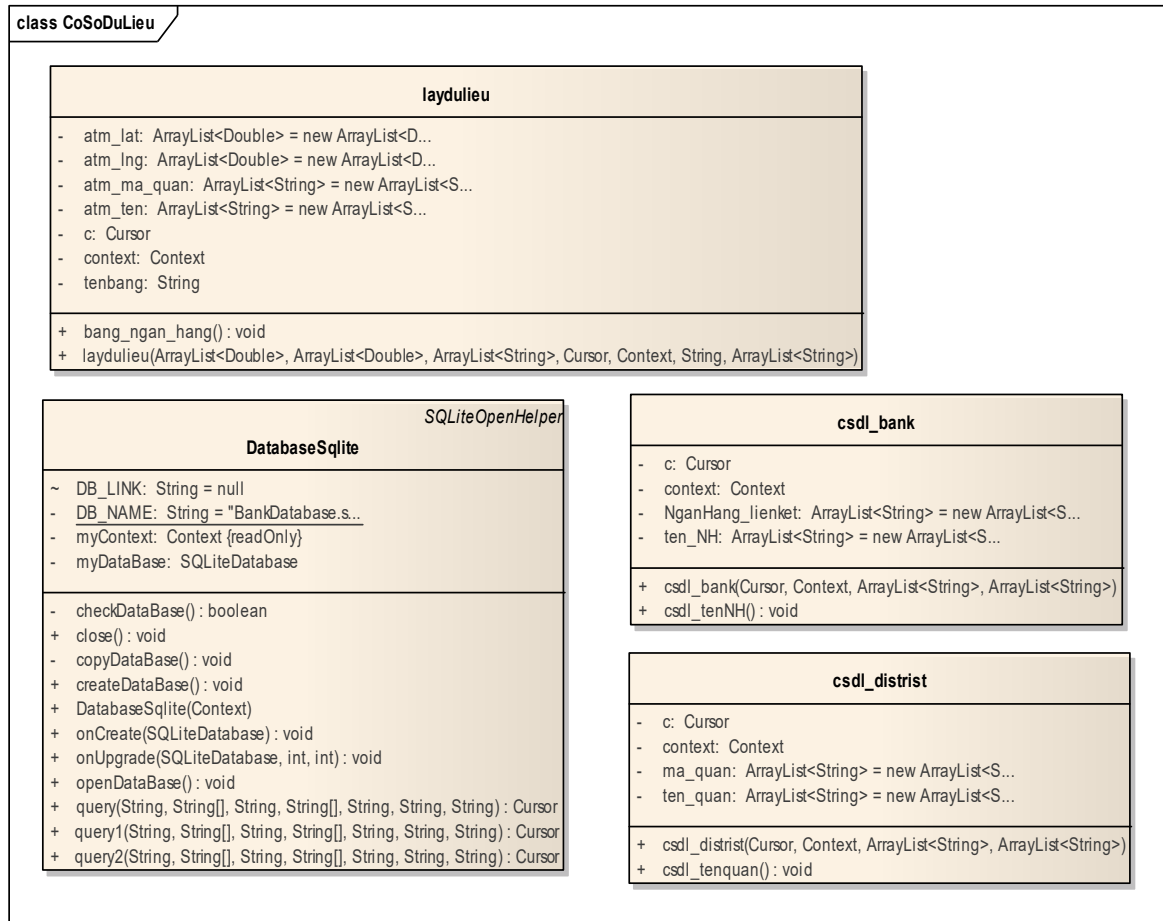 class CoSoDuLieu
laydulieu
- atm_lat: ArrayList<Double> = new ArrayList<D...
- atm_lng: ArrayList<Double> = new ArrayList<D...
- atm_ma_quan: ArrayList<String> = new ArrayList<S...
- atm_ten: ArrayList<String> = new ArrayList<S...
- c: Cursor
- context: Context
- tenbang: String
+ bang_ngan_hang() : void
+ laydulieu(ArrayList<Double>, ArrayList<Double>, ArrayList<String>, Cursor, Context, String, ArrayList<String>)
SQLiteOpenHelper
DatabaseSqlite
~ DB_LINK: String = null
- DB_NAME: String = "BankDatabase.s...
- myContext: Context {readOnly}
- myDataBase: SQLiteDatabase
- checkDataBase() : boolean
+ close() : void
- copyDataBase() : void
+ createDataBase() : void
+ DatabaseSqlite(Context)
+ onCreate(SQLiteDatabase) : void
+ onUpgrade(SQLiteDatabase, int, int) : void
+ openDataBase() : void
+ query(String, String[], String, String[], String, String, String) : Cursor
+ query1(String, String[], String, String[], String, String, String) : Cursor
+ query2(String, String[], String, String[], String, String, String) : Cursor
csdl_bank
- c: Cursor
- context: Context
- NganHang_lienket: ArrayList<String> = new ArrayList<S...
- ten_NH: ArrayList<String> = new ArrayList<S...
+ csdl_bank(Cursor, Context, ArrayList<String>, ArrayList<String>)
+ csdl_tenNH() : void
csdl_distrist
- c: Cursor
- context: Context
- ma_quan: ArrayList<String> = new ArrayList<S...
- ten_quan: ArrayList<String> = new ArrayList<S...
+ csdl_distrist(Cursor, Context, ArrayList<String>, ArrayList<String>)
+ csdl_tenquan() : void